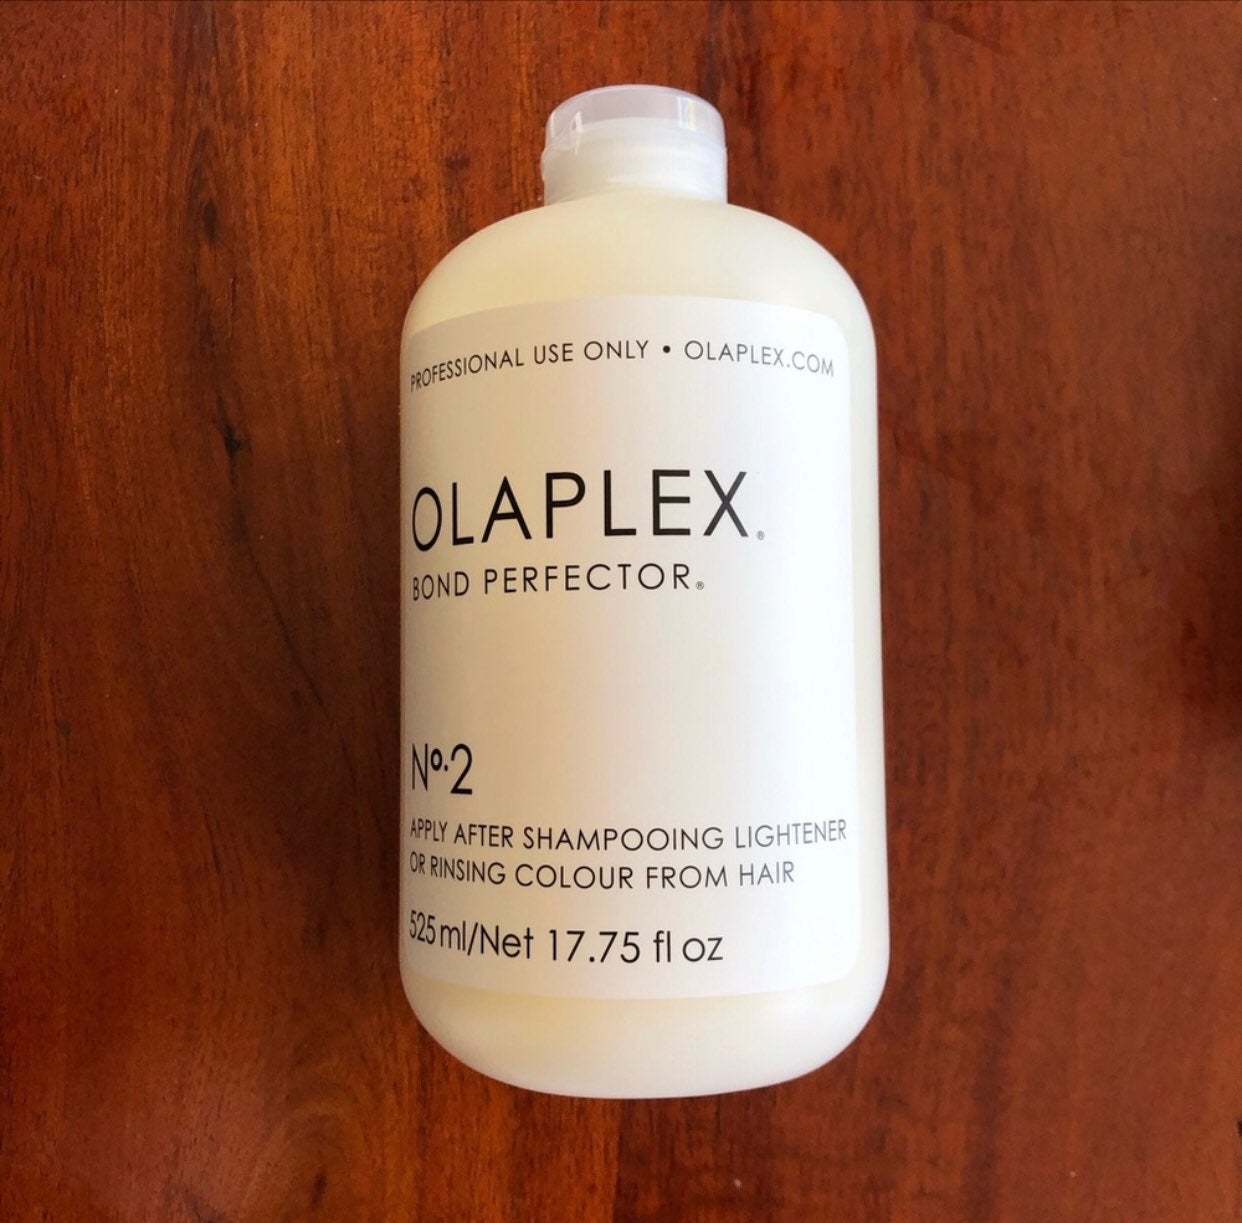 PROFESSIONAL USE ONLY • OLAPLEX.COM
OLAPLEX®
BOND PERFECTOR®
Nº.2
APPLY AFTER SHAMPOOING LIGHTENER
OR RINSING COLOUR FROM HAIR
525ml/Net 17.75 fl oz